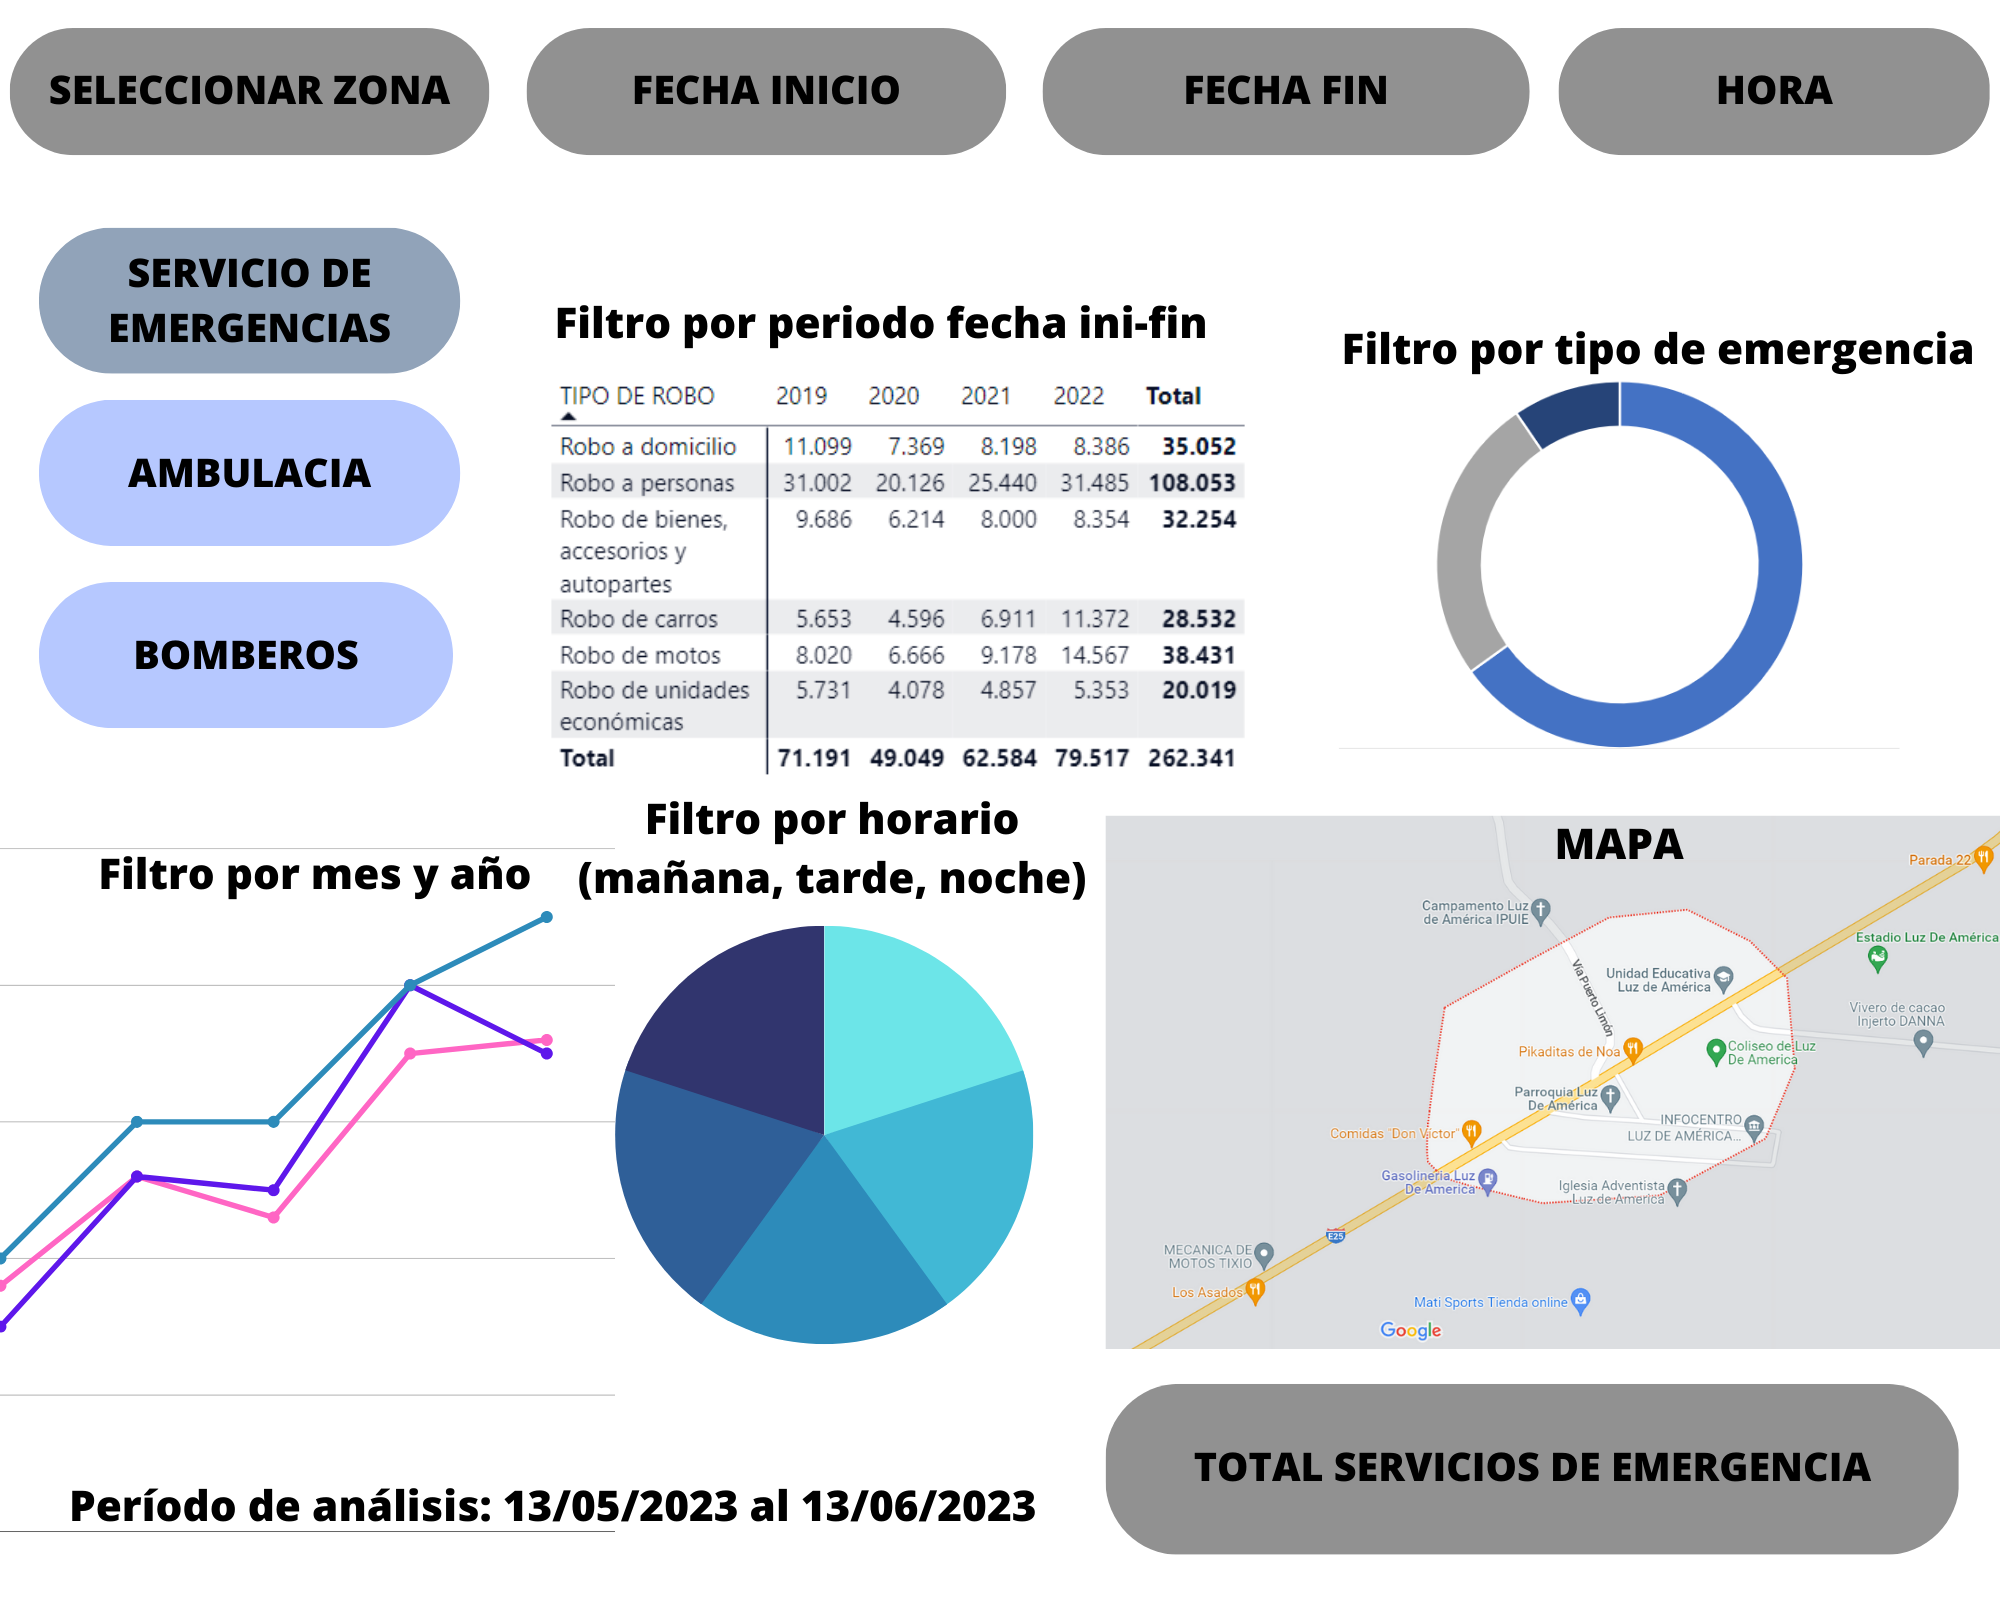 SELECCIONAR ZONA
FECHA INICIO
FECHA FIN
HORA
SERVICIO DE
EMERGENCIAS
AMBULACIA
BOMBEROS
Filtro por periodo fecha ini-fin
TIPO DE ROBO 2019 2020 2021 2022 Total
Robo a domicilio 11.099 7.369 8.198 8.386 35.052
Robo a personas 31.002 20.126 25.440 31.485 108.053
Robo de bienes, 9.686 6.214 8.000 8.354 32.254
accesorios y
autopartes
Robo de carros 5.653 4.596 6.911 11.372 28.532
Robo de motos 8.020 6.666 9.178 14.567 38.431
Robo de unidades 5.731 4.078 4.857 5.353 20.019
económicas
Total 71.191 49.049 62.584 79.517 262.341
Filtro por tipo de emergencia
Filtro por mes y año
Filtro por horario
(mañana, tarde, noche)
MAPA
Parada 22
Campamento Luz
de América IPUIE
Estadio Luz De América
Vía Puerto Limón
Unidad Educativa
Luz de América
Vivero de cacao
Injerto DANNA
Pikaditas de Noa
Coliseo de Luz
De America
Parroquia Luz
De América
INFOCENTRO
LUZ DE AMÉRICA...
Comidas "Don Victor"
Gasolineria Luz
De America
Iglesia Adventista
Luz de America
E25
MECANICA DE
MOTOS TIXIO
Los Asados
Mati Sports Tienda online
Google
Período de análisis: 13/05/2023 al 13/06/2023
TOTAL SERVICIOS DE EMERGENCIA